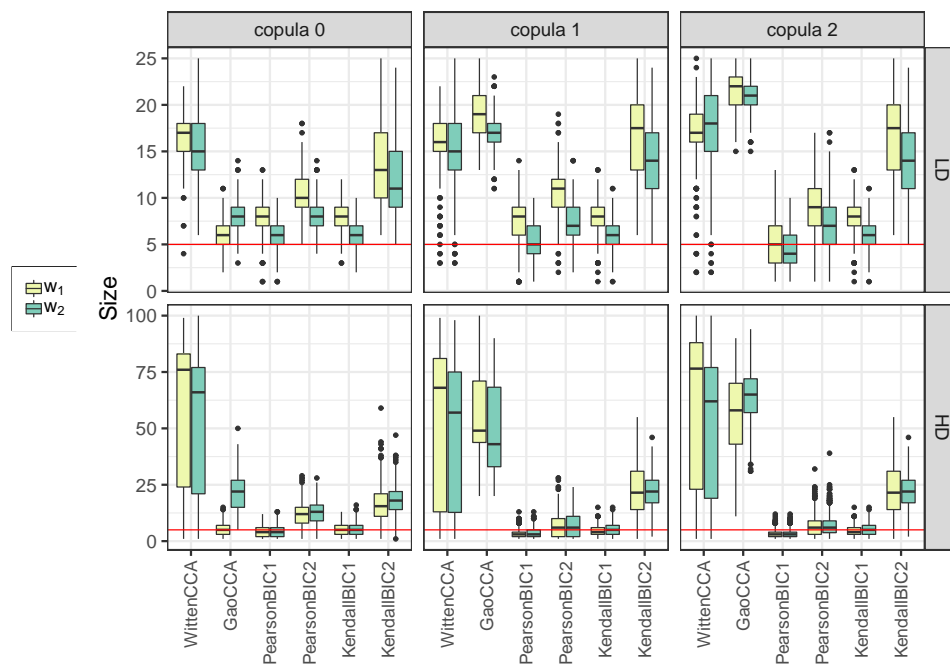 copula 0
copula 1
copula 2
25
20
15
10
5
0
LD
w1
w2
Size
100
75
50
25
0
HD
WittenCCA
GaoCCA
PearsonBIC1
PearsonBIC2
KendallBIC1
KendallBIC2
WittenCCA
GaoCCA
PearsonBIC1
PearsonBIC2
KendallBIC1
KendallBIC2
WittenCCA
GaoCCA
PearsonBIC1
PearsonBIC2
KendallBIC1
KendallBIC2